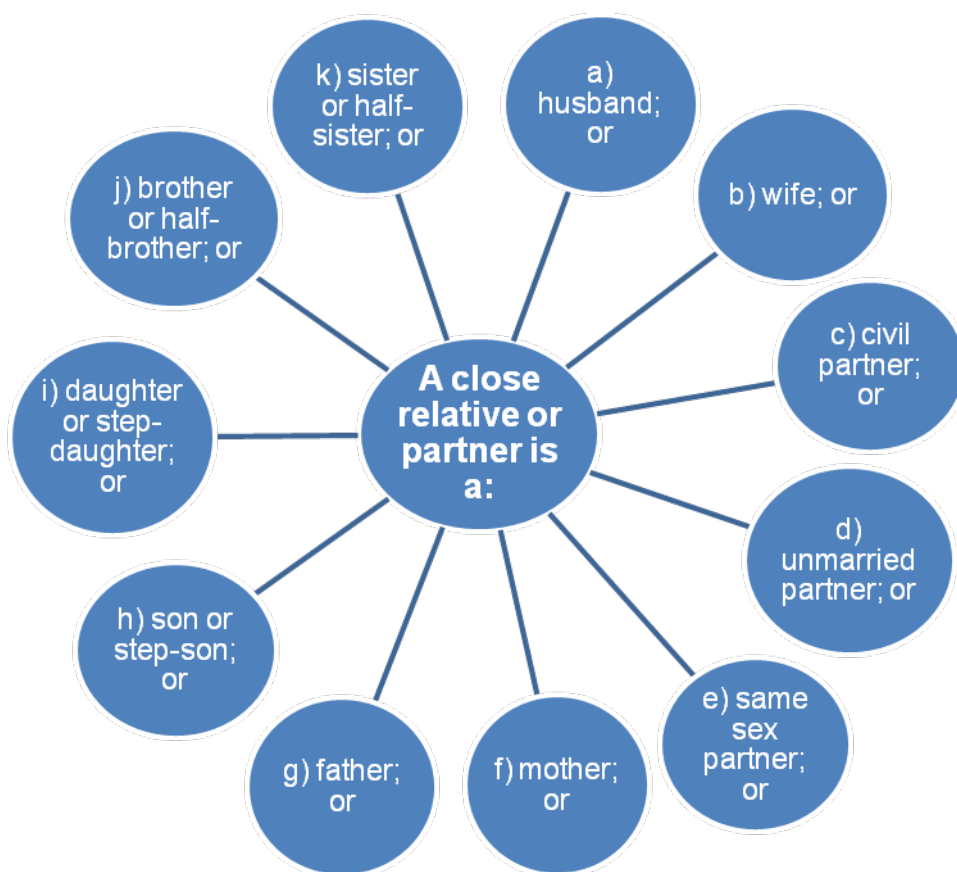 A close
relative or
partner is
a:
a)
husband;
or
b) wife; or
c) civil
partner;
or
d)
unmarried
partner; or
e) same
sex
partner;
or
f) mother;
or
g) father;
or
h) son or
step-son;
or
i) daughter
or step-
daughter;
or
j) brother
or half-
brother; or
k) sister
or half-
sister; or